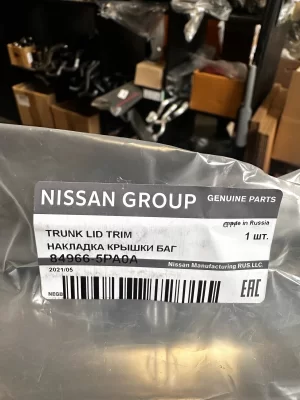 NISSAN GROUP GENUINE PARTS
TRUNK LID TRIM
Made in Russia
НАКЛАДКА КРЫШКИ БАГ
1 шт.
84966-5PA0A
2021/05
Nissan Manufacturing RUS LLC.
EAC